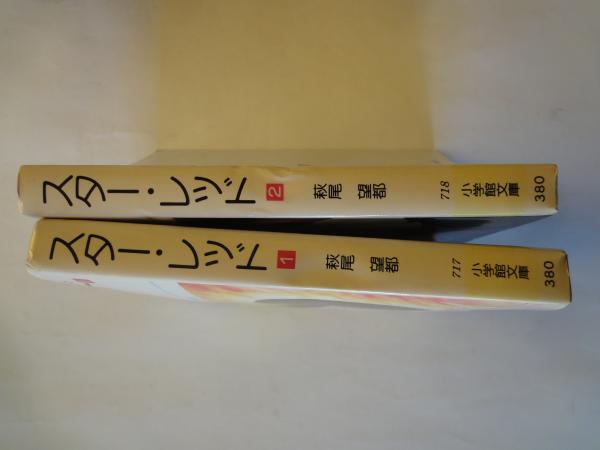 スター・レッド 2 萩尾 望都 718 小学館文庫 380
スター・レッド 1 萩尾 望都 717 小学館文庫 380